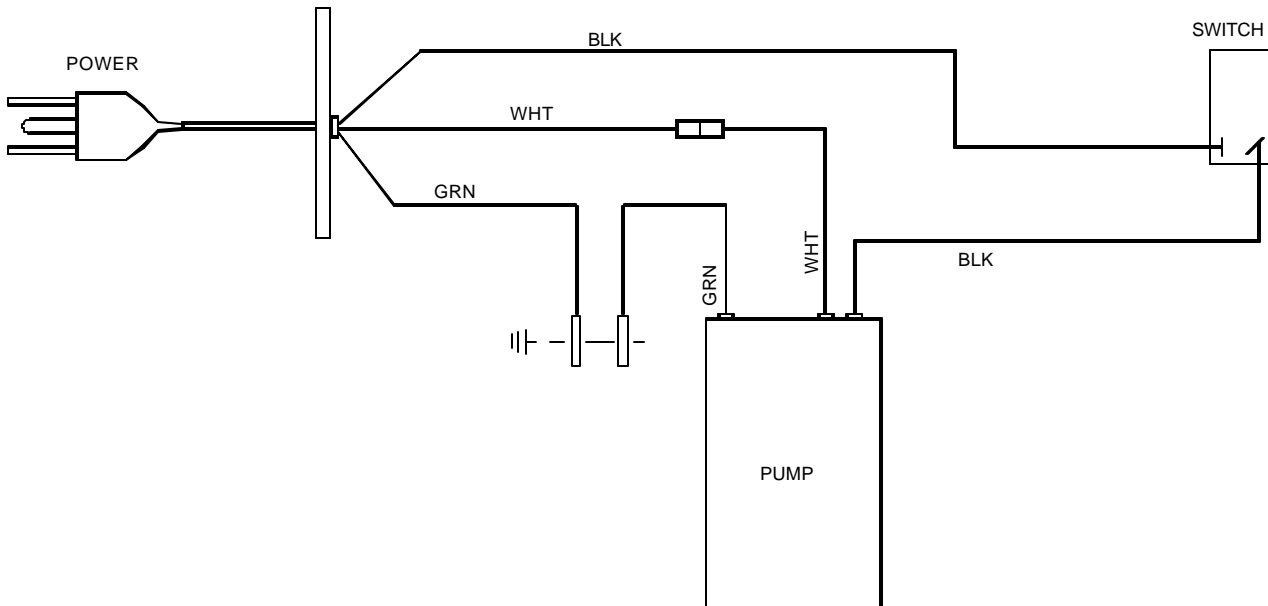 SWITCH
BLK
POWER
WHT
GRN
WHT
GRN
BLK
PUMP